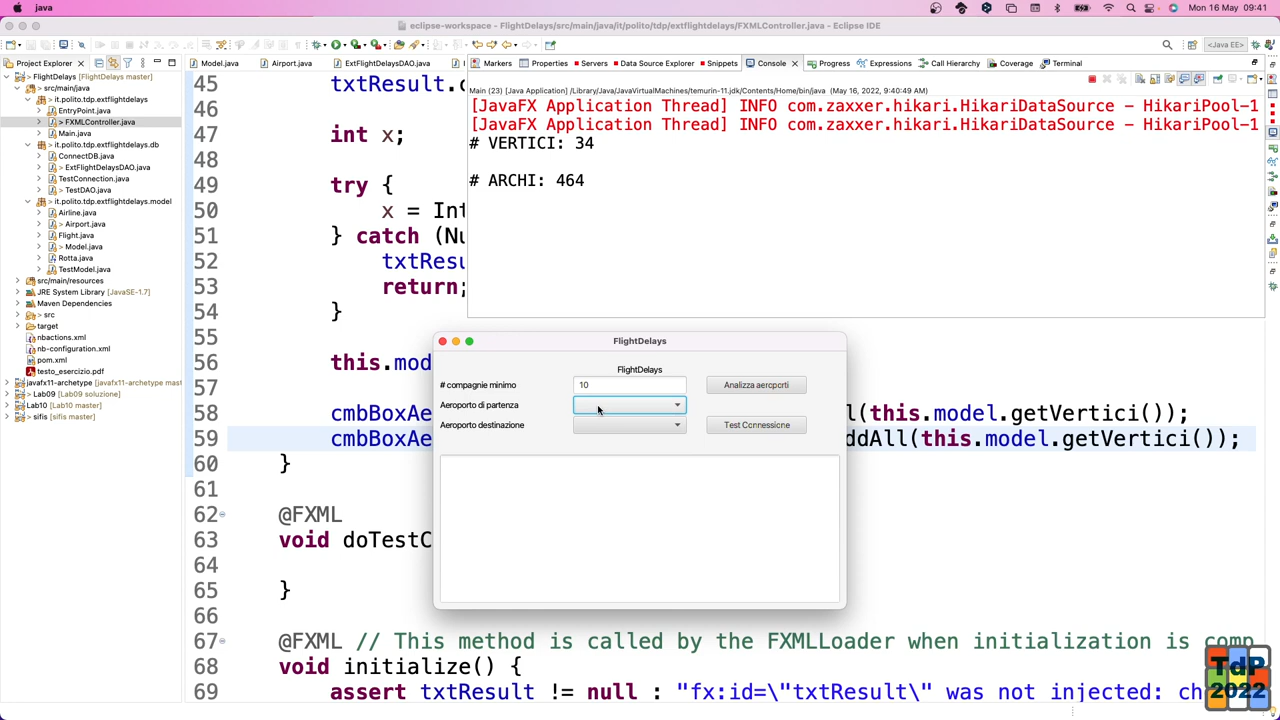 java
Mon 16 May 09:41
eclipse-workspace - FlightDelays/src/main/java/it/polito/tdp/extflightdelays/FXMLController.java - Eclipse IDE
<Java EE>
Project Explorer
Model.java
Airport.java
ExtFlightDelaysDAO.java
Markers
Properties
Servers
Data Source Explorer
Snippets
Console
Progress
Expressions
Call Hierarchy
Coverage
Terminal
> FlightDelays [FlightDelays master]
> src/main/java
> it.polito.tdp.extflightdelays
EntryPoint.java
> FXMLController.java
Main.java
> it.polito.tdp.extflightdelays.db
ConnectDB.java
> ExtFlightDelaysDAO.java
TestConnection.java
> TestDAO.java
> it.polito.tdp.extflightdelays.model
Airline.java
> Airport.java
Flight.java
> Model.java
Rotta.java
TestModel.java
src/main/resources
JRE System Library [JavaSE-1.7]
Maven Dependencies
> src
target
nbactions.xml
nb-configuration.xml
pom.xml
testo_esercizio.pdf
javafx11-archetype [javafx11-archetype mast
> Lab09 [Lab09 soluzione]
Lab10 [Lab10 master]
> sifis [sifis master]
Main (23) [Java Application] /Library/Java/JavaVirtualMachines/temurin-11.jdk/Contents/Home/bin/java (May 16, 2022, 9:40:49 AM)
[JavaFX Application Thread] INFO com.zaxxer.hikari.HikariDataSource - HikariPool-1
[JavaFX Application Thread] INFO com.zaxxer.hikari.HikariDataSource - HikariPool-1
# VERTICI: 34
# ARCHI: 464
45 txtResult.c
46
47 int x;
48
49 try {
50 x = Int
51 } catch (Nu
52 txtResu
53 return;
54 }
55
56 this.mod
57
58 cmbBoxAe l(this.model.getVertici());
59 cmbBoxAe ddAll(this.model.getVertici());
60 }
61
62 @FXML
63 void doTestC
64
65 }
66
67 @FXML // This method is called by the FXMLLoader when initialization is comp
68 void initialize() {
69 assert txtResult != null : "fx:id=\"txtResult\" was not injected: ch
FlightDelays
FlightDelays
# compagnie minimo
10
Analizza aeroporti
Aeroporto di partenza
Aeroporto destinazione
Test Connessione
TdP
2022